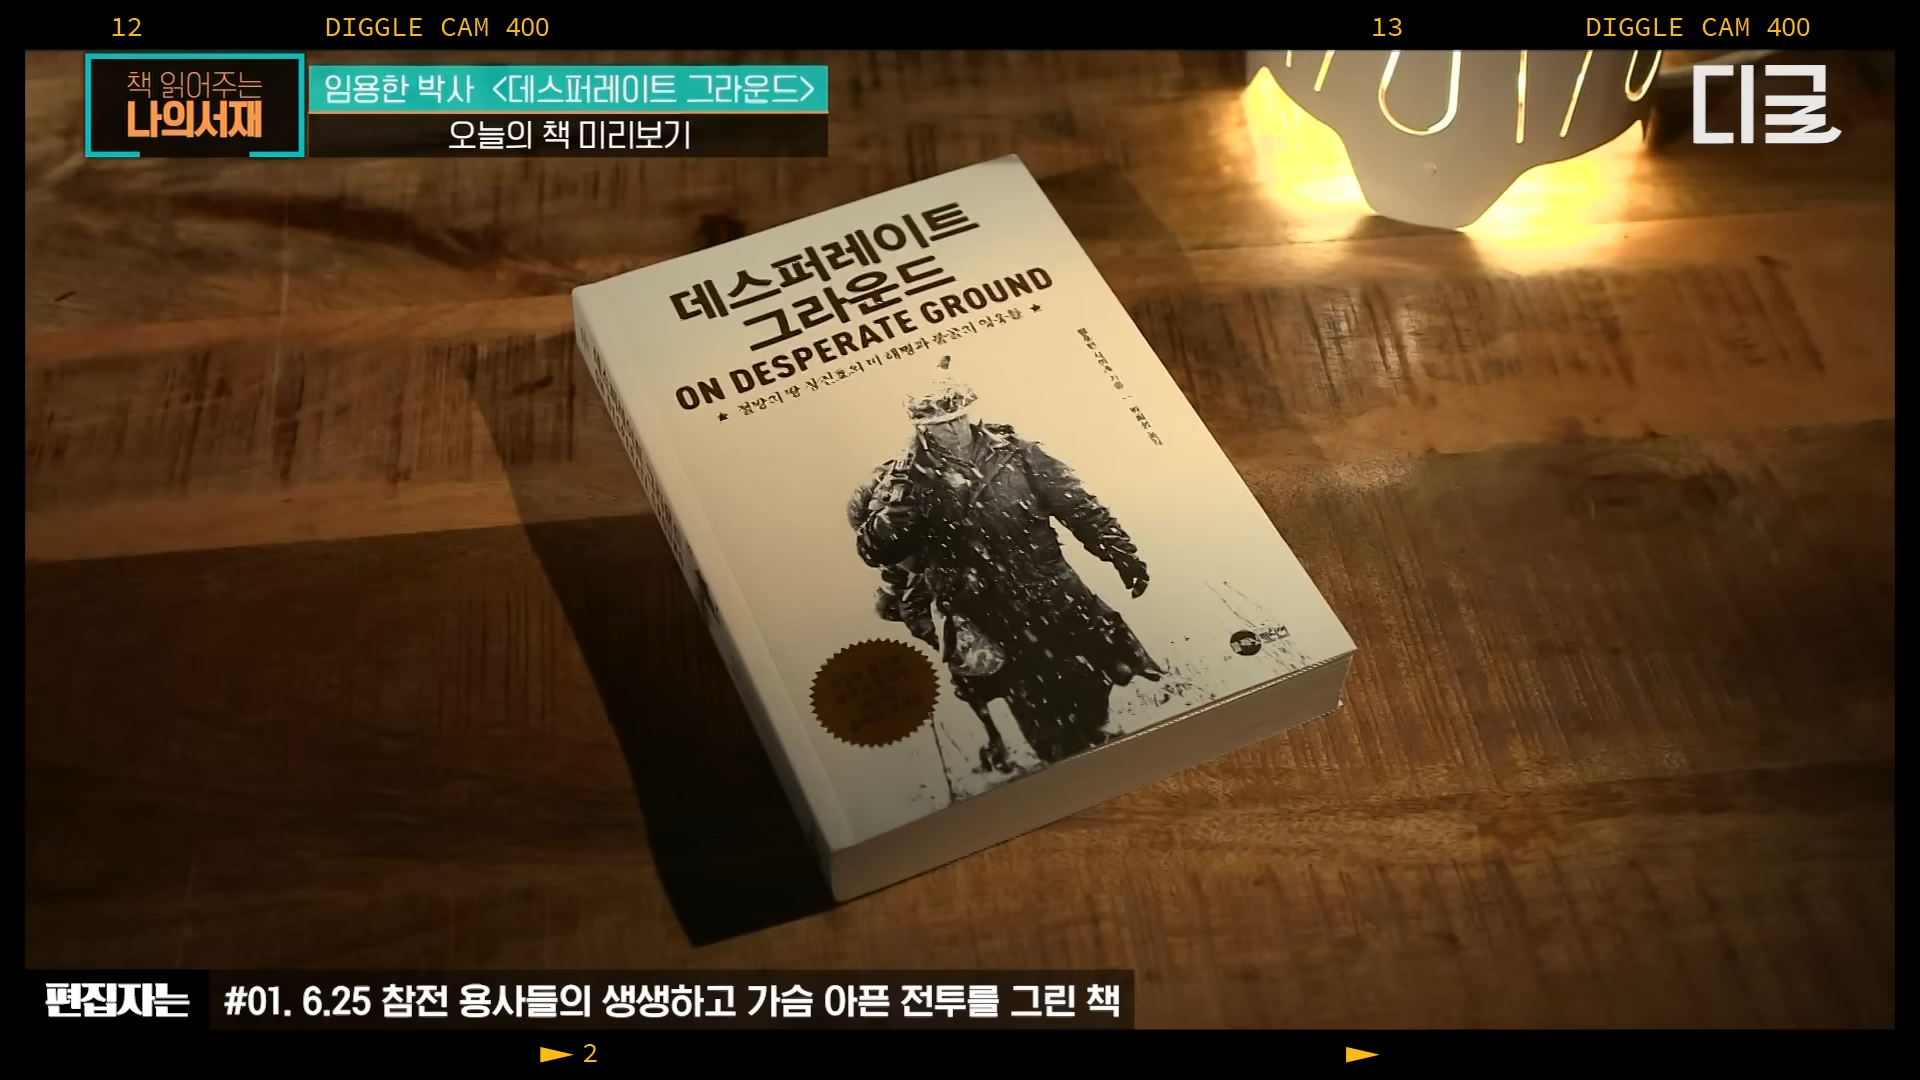 12
DIGGLE CAM 400
13
DIGGLE CAM 400
책 읽어주는
나의서재
임용한 박사 <데스퍼레이트 그라운드>
오늘의 책 미리보기
디글
데스퍼레이트
그라운드
ON DESPERATE GROUND
편집자는
#01. 6.25 참전 용사들의 생생하고 가슴 아픈 전투를 그린 책
2